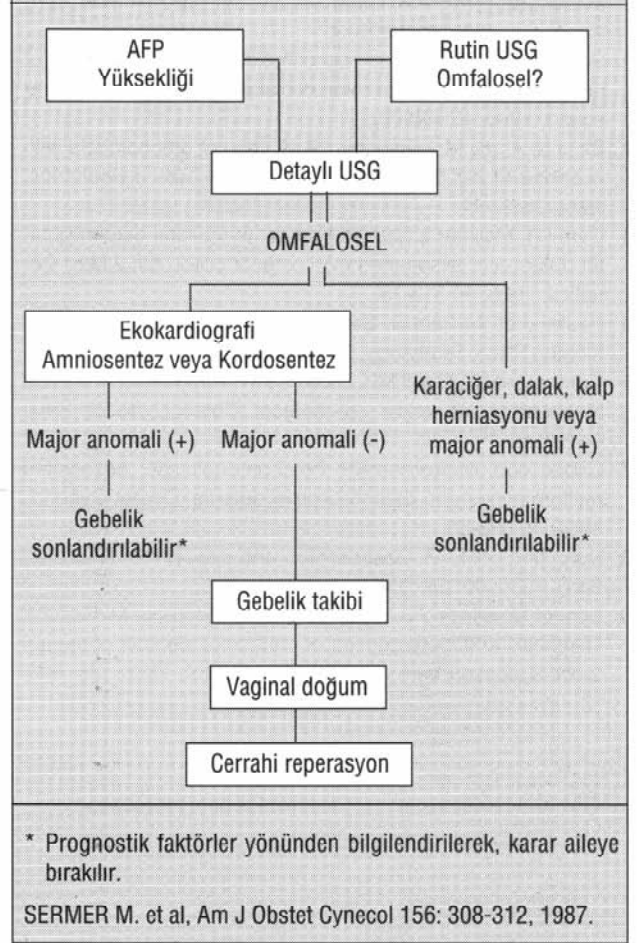 AFP
Yüksekliği
Rutin USG
Omfalosel?
Detaylı USG
OMFALOSEL
Ekokardiografi
Amniosentez veya Kordosentez
Karaciğer, dalak, kalp
herniasyonu veya
major anomali (+)
Major anomali (+)
Major anomali (-)
Gebelik
sonlandırılabilir*
Gebelik
sonlandırılabilir*
Gebelik takibi
Vaginal doğum
Cerrahi reperasyon
* Prognostik faktörler yönünden bilgilendirilerek, karar aileye
bırakılır.
SERMER M. et al, Am J Obstet Cynecol 156: 308-312, 1987.